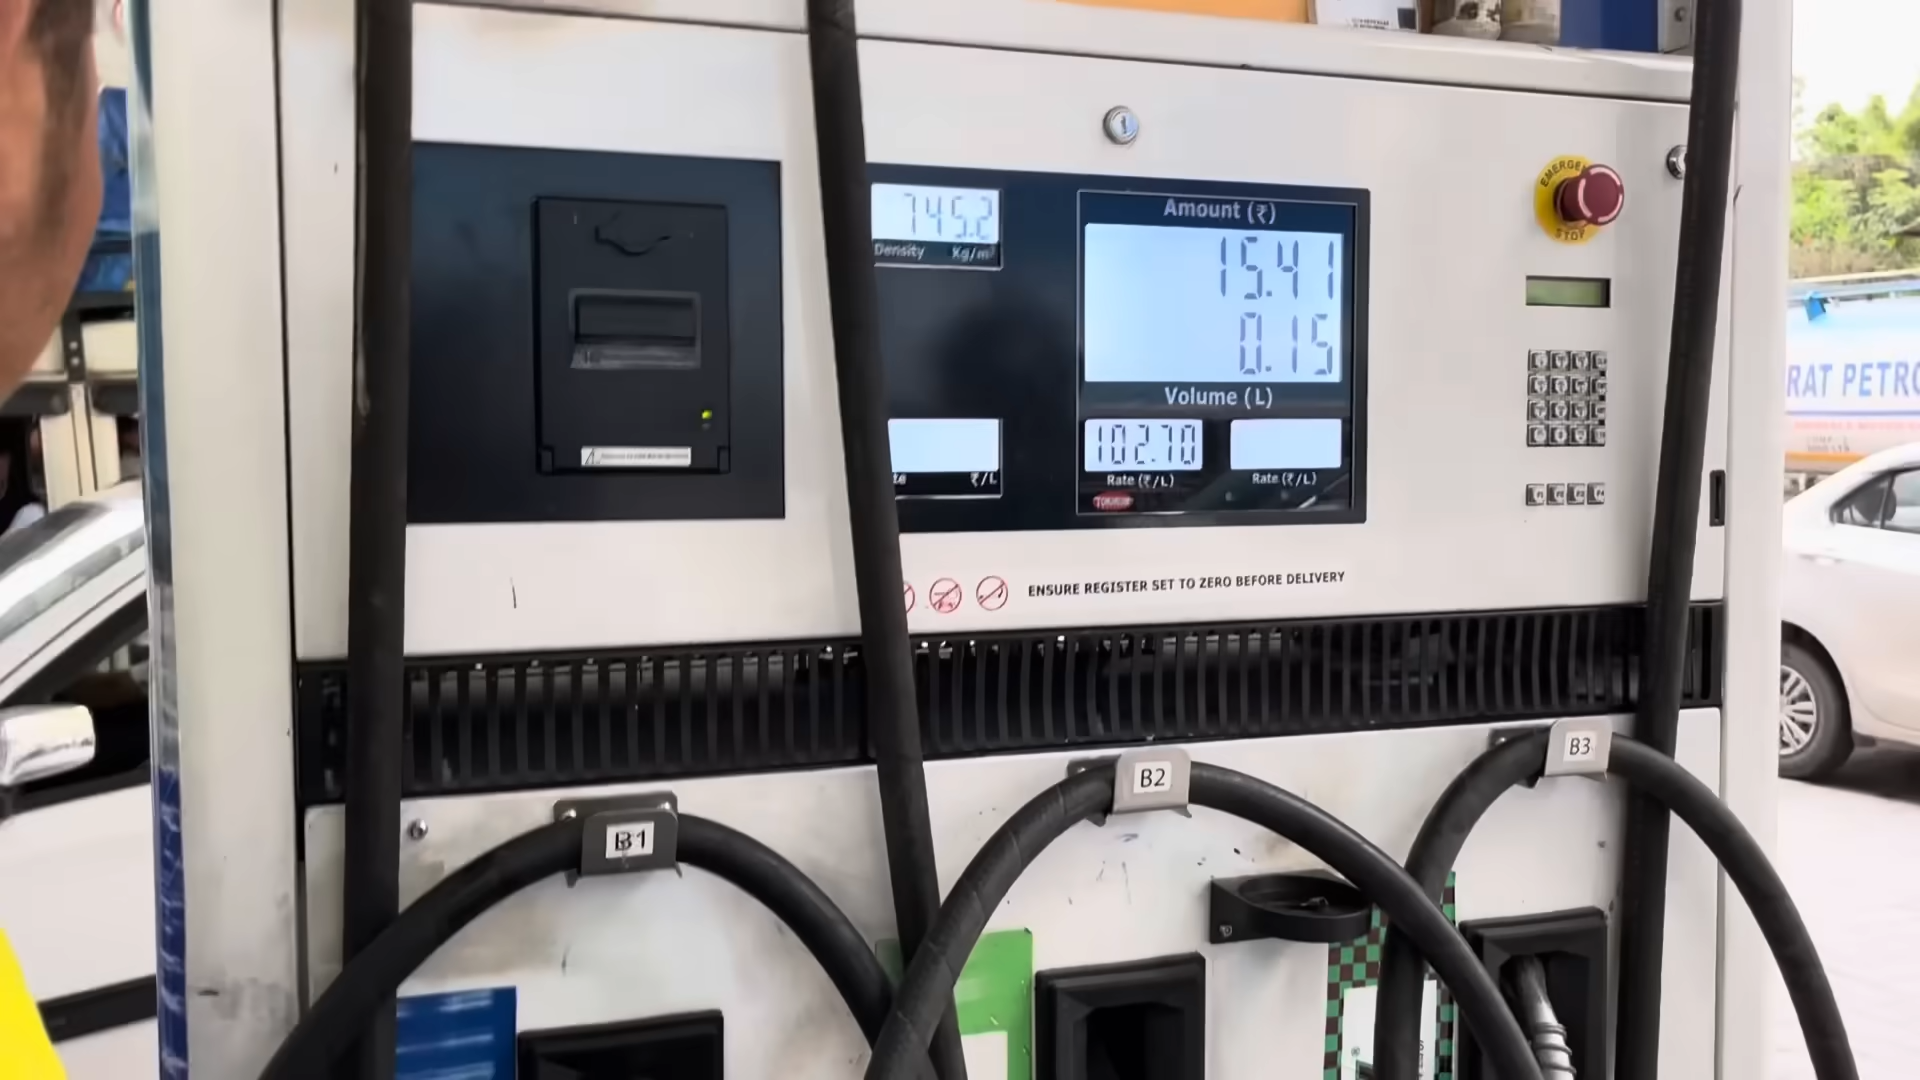 745.2
Density Kg/m³
Amount (₹)
15.41
0.15
Volume (L)
102.70
₹/L
Rate (₹/L)
Rate (₹/L)
EMERGE
STOP
ENSURE REGISTER SET TO ZERO BEFORE DELIVERY
RAT PETRO
B1
B2
B3